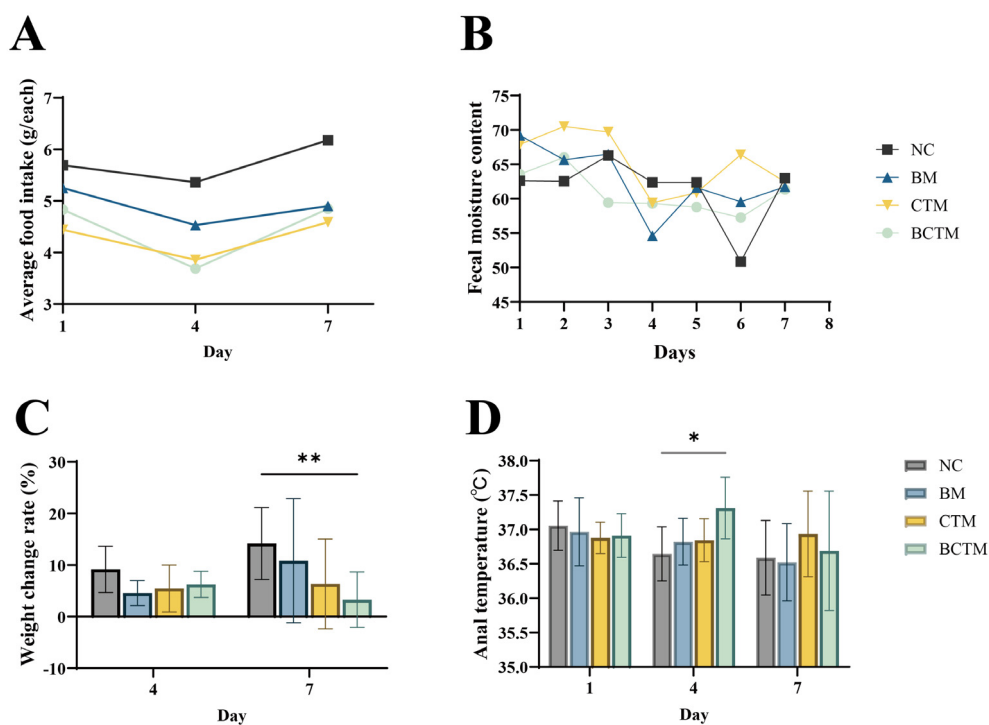 A
Average food intake (g/each)
7
6
5
4
3
1 4 7
Day
B
Fecal moisture content
75
70
65
60
55
50
45
1 2 3 4 5 6 7 8
Days
NC
BM
CTM
BCTM
C
Weight change rate (%)
30
20
10
0
-10
**
4 7
Day
D
Anal temperature (℃)
38.0
37.5
37.0
36.5
36.0
35.5
35.0
*
1 4 7
Day
NC
BM
CTM
BCTM